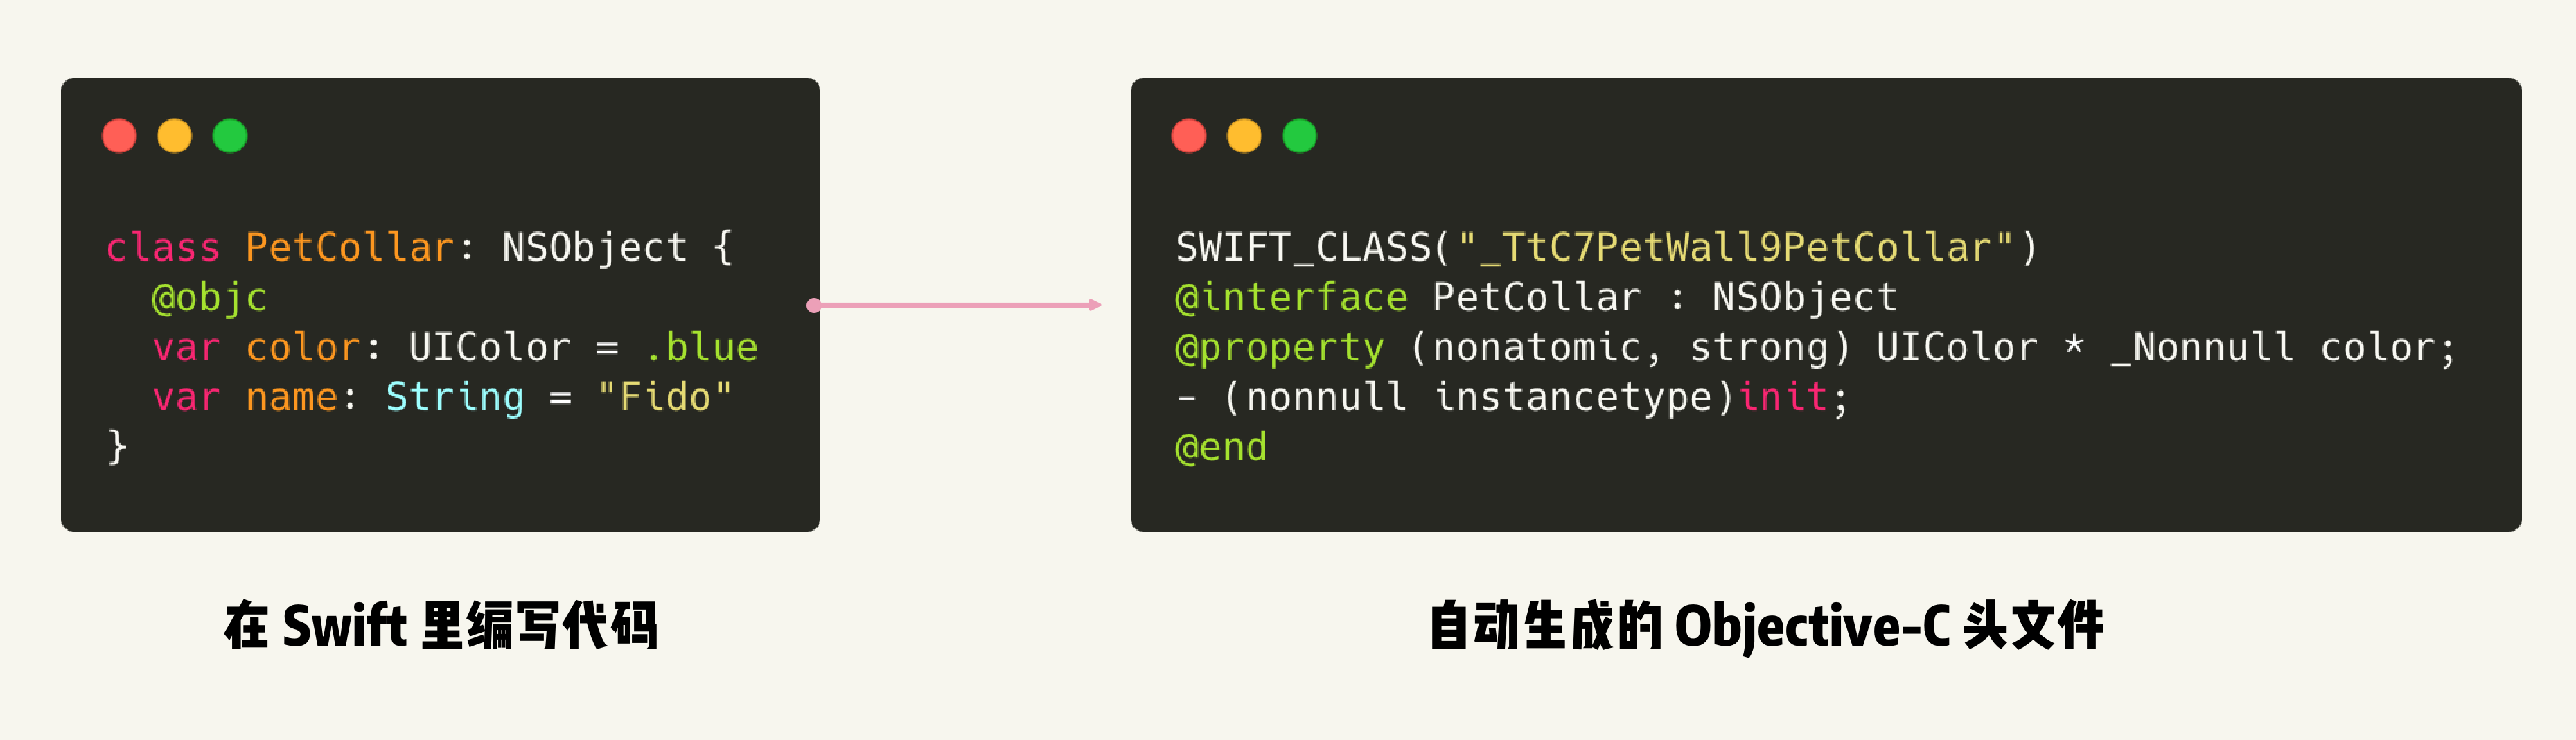 class PetCollar: NSObject {
  @objc
  var color: UIColor = .blue
  var name: String = "Fido"
}
在 Swift 里编写代码
SWIFT_CLASS("_TtC7PetWall9PetCollar")
@interface PetCollar : NSObject
@property (nonatomic, strong) UIColor * _Nonnull color;
- (nonnull instancetype)init;
@end
自动生成的 Objective-C 头文件